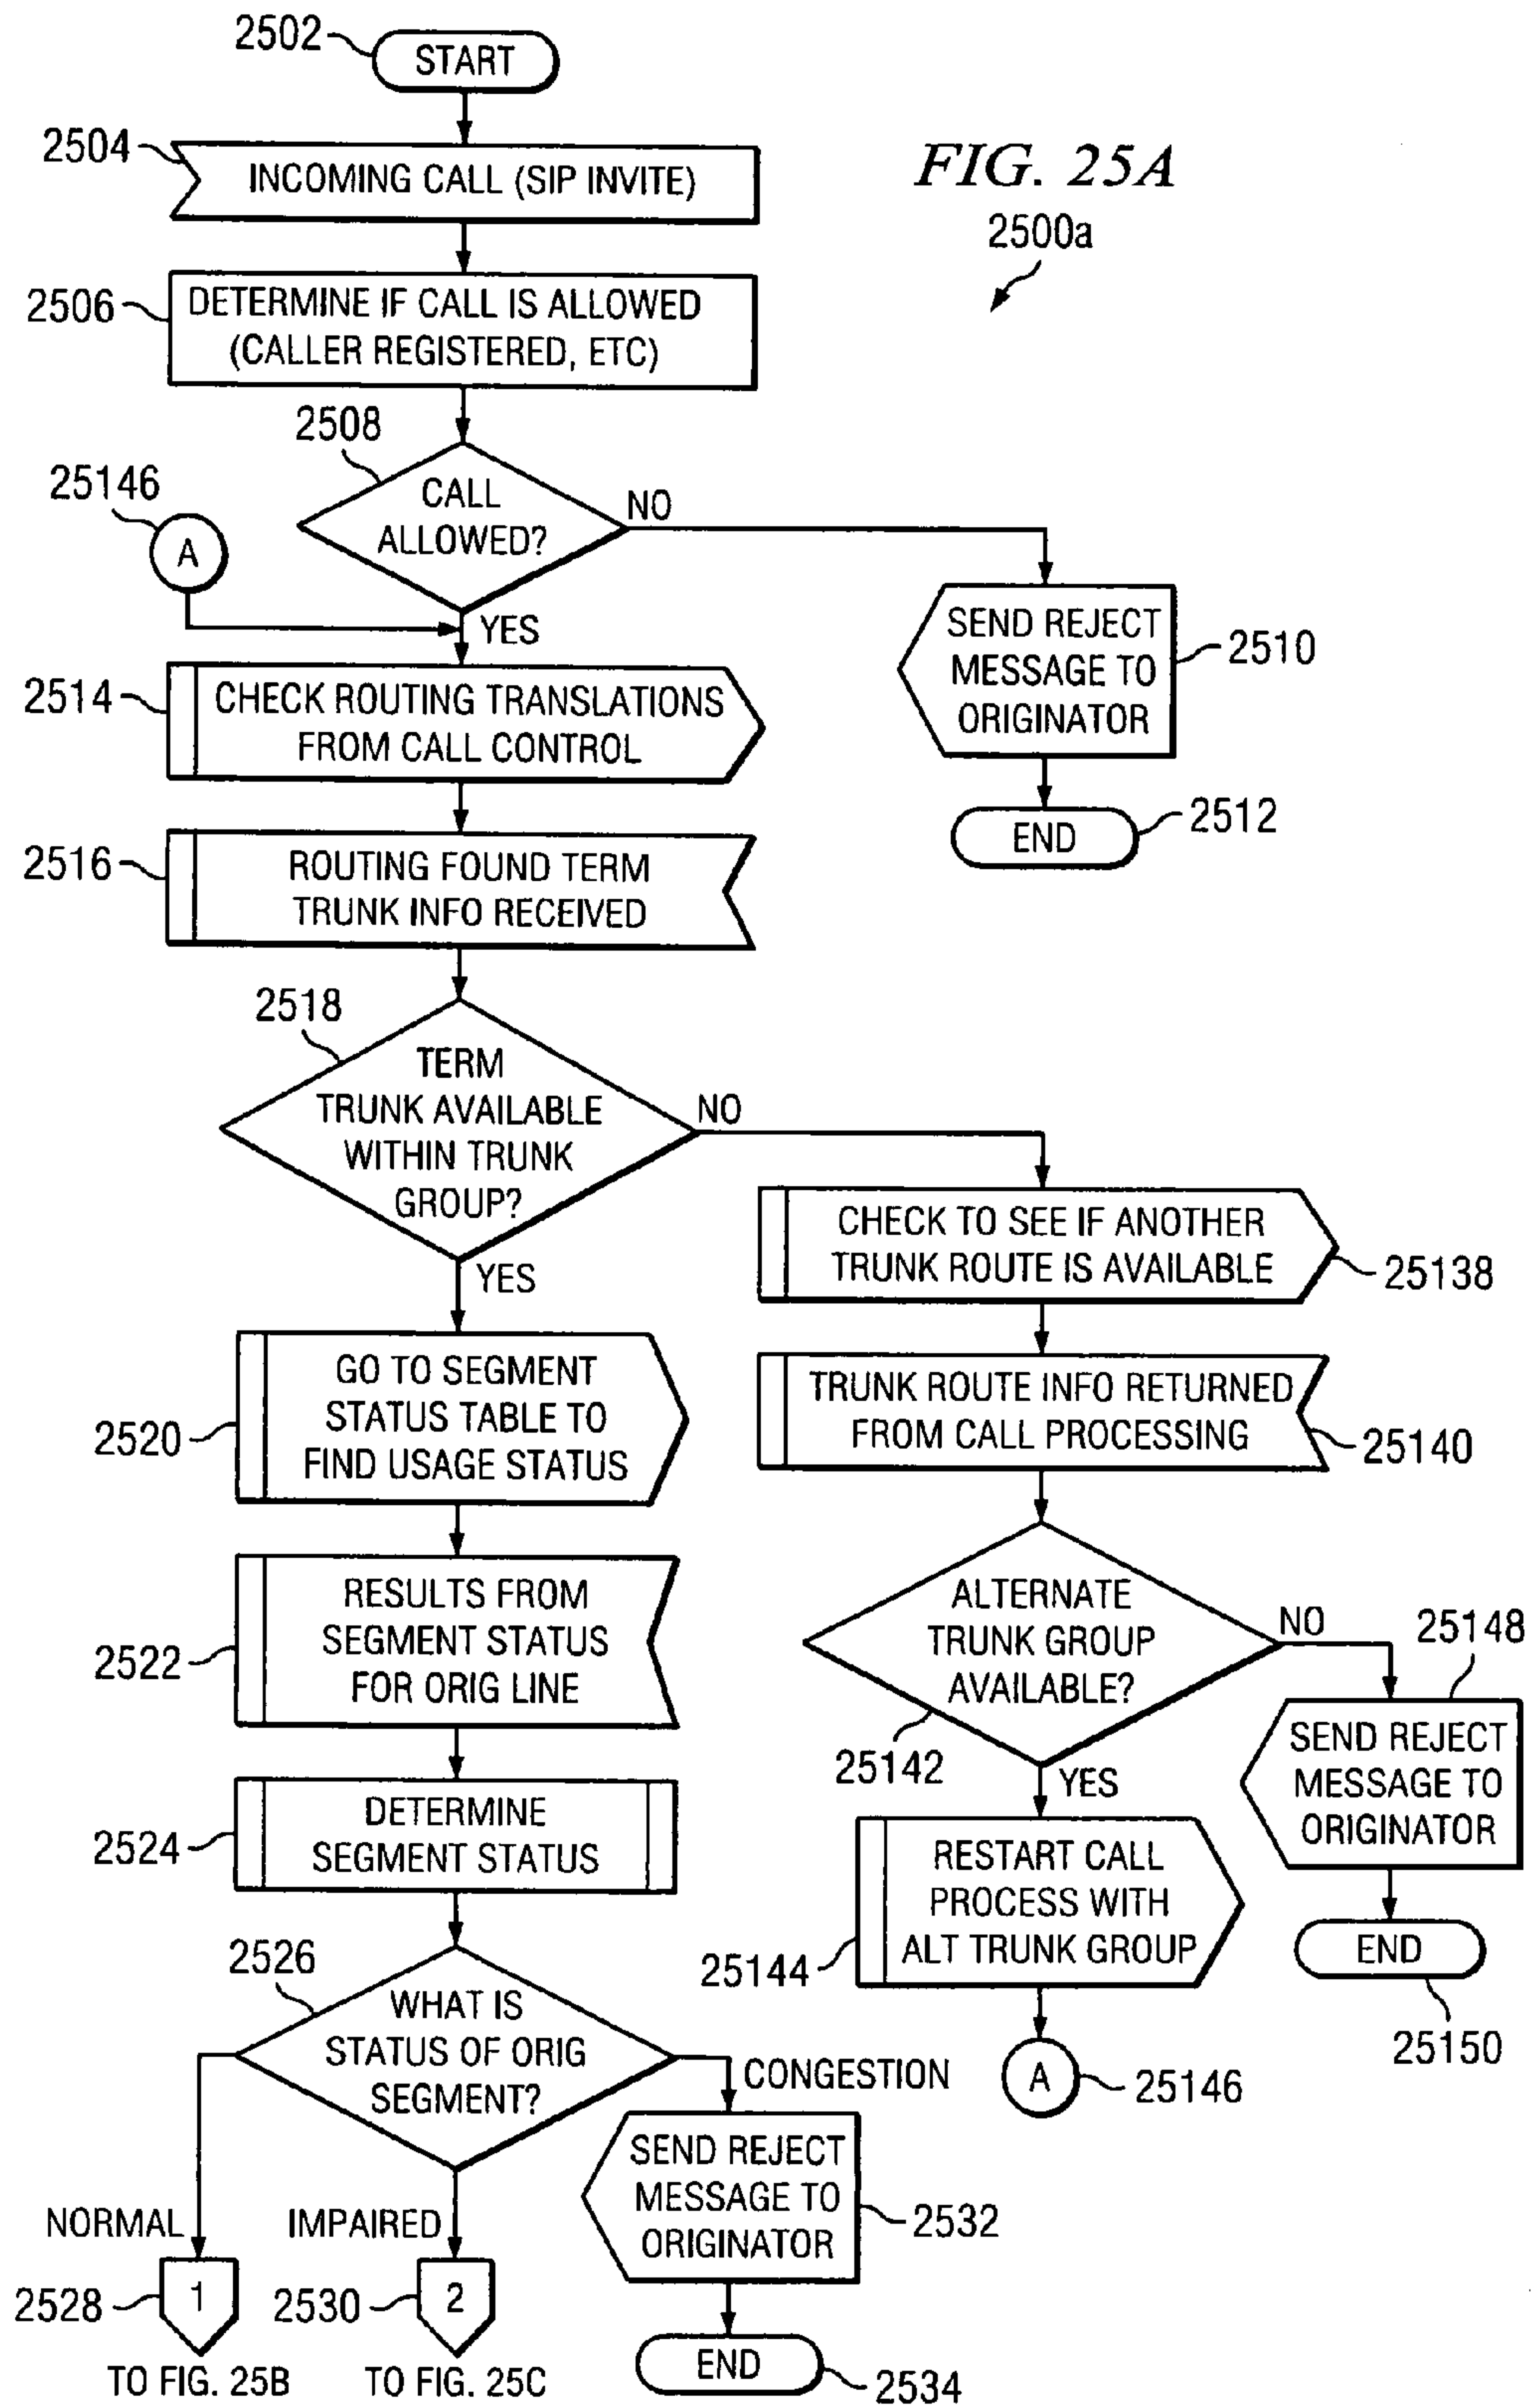 2502
START
2504
INCOMING CALL (SIP INVITE)
FIG. 25A
2500a
2506
DETERMINE IF CALL IS ALLOWED
(CALLER REGISTERED, ETC)
2508
CALL
ALLOWED?
NO
25146
A
YES
SEND REJECT
MESSAGE TO
ORIGINATOR
2510
END
2512
2514
CHECK ROUTING TRANSLATIONS
FROM CALL CONTROL
2516
ROUTING FOUND TERM
TRUNK INFO RECEIVED
2518
TERM
TRUNK AVAILABLE
WITHIN TRUNK
GROUP?
NO
YES
CHECK TO SEE IF ANOTHER
TRUNK ROUTE IS AVAILABLE
25138
TRUNK ROUTE INFO RETURNED
FROM CALL PROCESSING
25140
2520
GO TO SEGMENT
STATUS TABLE TO
FIND USAGE STATUS
2522
RESULTS FROM
SEGMENT STATUS
FOR ORIG LINE
ALTERNATE
TRUNK GROUP
AVAILABLE?
25142
NO
25148
SEND REJECT
MESSAGE TO
ORIGINATOR
END
25150
YES
RESTART CALL
PROCESS WITH
ALT TRUNK GROUP
25144
A
25146
2524
DETERMINE
SEGMENT STATUS
2526
WHAT IS
STATUS OF ORIG
SEGMENT?
CONGESTION
SEND REJECT
MESSAGE TO
ORIGINATOR
2532
END
2534
NORMAL
IMPAIRED
2528
1
2530
2
TO FIG. 25B
TO FIG. 25C